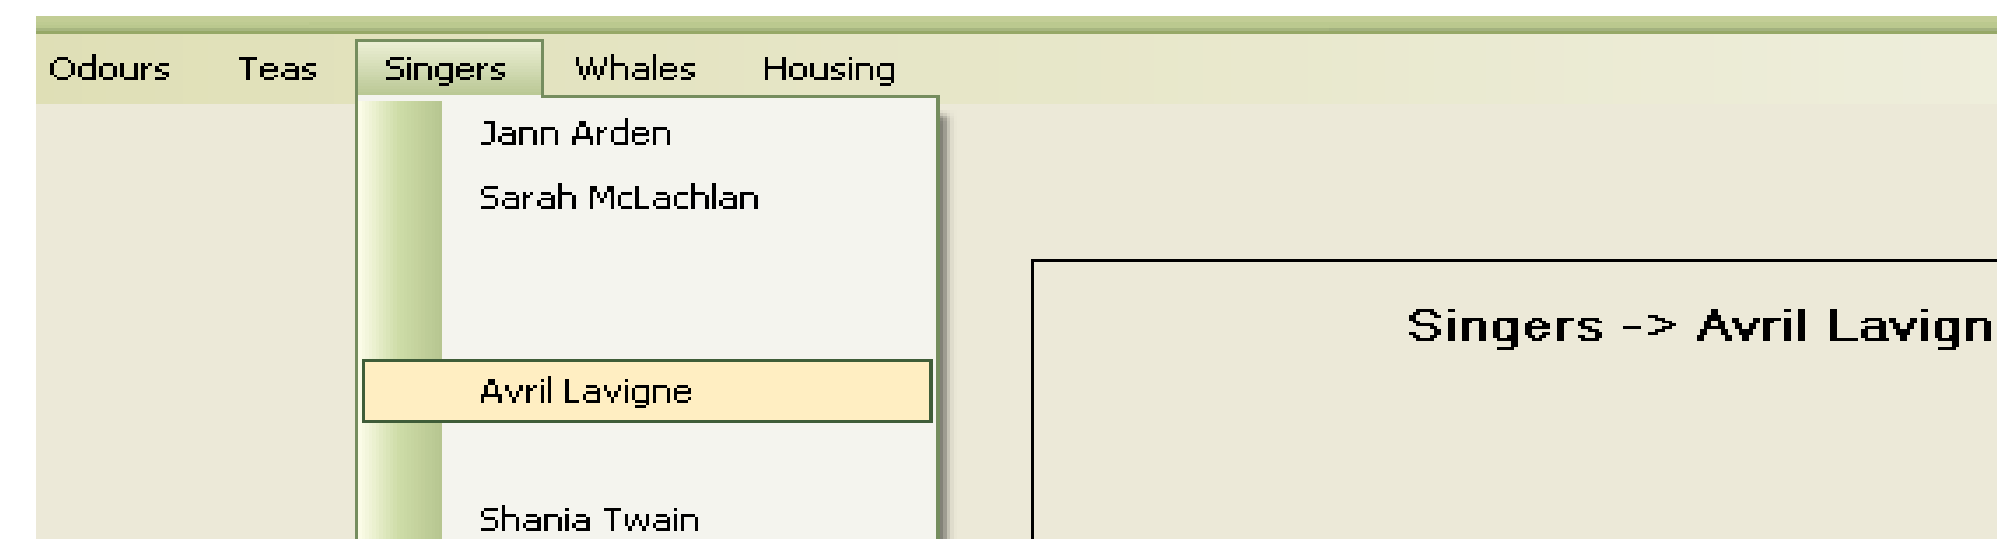 Odours Teas Singers Whales Housing
Jann Arden
Sarah McLachlan
Singers -> Avril Lavign
Avril Lavigne
Shania Twain